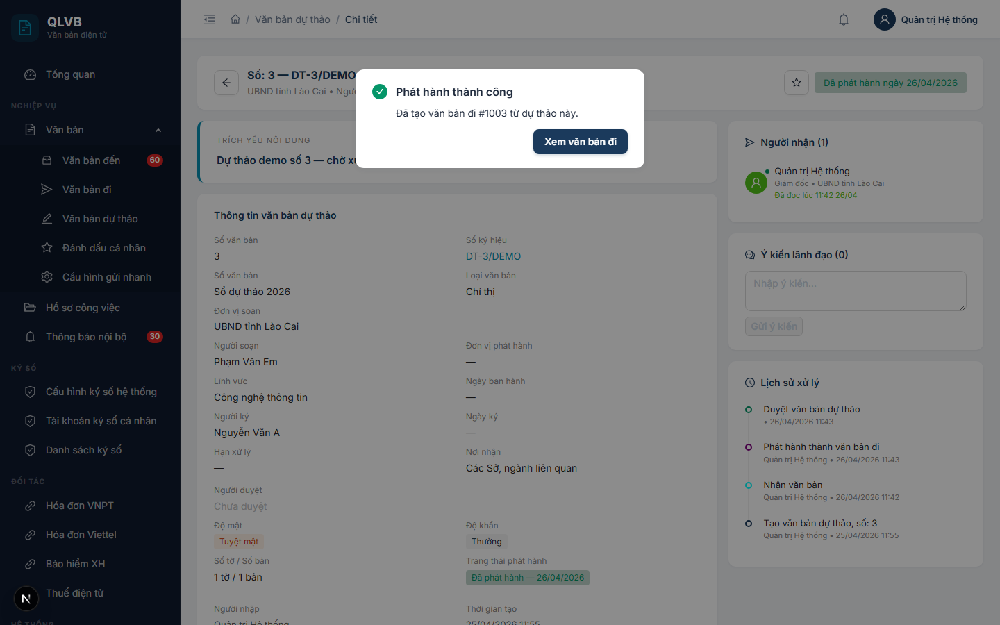 QLVB
Văn bản điện tử
Tổng quan
NGHIỆP VỤ
Văn bản
Văn bản đến
60
Văn bản đi
Văn bản dự thảo
Đánh dấu cá nhân
Cấu hình gửi nhanh
Hồ sơ công việc
Thông báo nội bộ
30
KÝ SỐ
Cấu hình ký số hệ thống
Tài khoản ký số cá nhân
Danh sách ký số
ĐỐI TÁC
Hóa đơn VNPT
Hóa đơn Viettel
Bảo hiểm XH
Thuế điện tử
HỆ THỐNG
/ Văn bản dự thảo / Chi tiết
Quản trị Hệ thống
Số: 3 — DT-3/DEMO
UBND tỉnh Lào Cai •
Đã phát hành ngày 26/04/2026
Phát hành thành công
Đã tạo văn bản đi #1003 từ dự thảo này.
Xem văn bản đi
TRÍCH YẾU NỘI DUNG
Dự thảo demo số 3 — chờ
Thông tin văn bản dự thảo
Số văn bản
3
Số ký hiệu
DT-3/DEMO
Sổ văn bản
Sổ dự thảo 2026
Loại văn bản
Chỉ thị
Đơn vị soạn
UBND tỉnh Lào Cai
Người soạn
Phạm Văn Em
Đơn vị phát hành
—
Lĩnh vực
Công nghệ thông tin
Ngày ban hành
—
Người ký
Nguyễn Văn A
Ngày ký
—
Hạn xử lý
—
Nơi nhận
Các Sở, ngành liên quan
Người duyệt
Chưa duyệt
Độ mật
Tuyệt mật
Độ khẩn
Thường
Số tờ / Số bản
1 tờ / 1 bản
Trạng thái phát hành
Đã phát hành — 26/04/2026
Người nhập
Quản trị Hệ thống
Thời gian tạo
25/04/2026 11:55
Người nhận (1)
Quản trị Hệ thống
Giám đốc • UBND tỉnh Lào Cai
Đã đọc lúc 11:42 26/04
Ý kiến lãnh đạo (0)
Nhập ý kiến...
Gửi ý kiến
Lịch sử xử lý
Duyệt văn bản dự thảo
• 26/04/2026 11:43
Phát hành thành văn bản đi
Quản trị Hệ thống • 26/04/2026 11:43
Nhận văn bản
Quản trị Hệ thống • 26/04/2026 11:42
Tạo văn bản dự thảo, số: 3
Quản trị Hệ thống • 25/04/2026 11:55